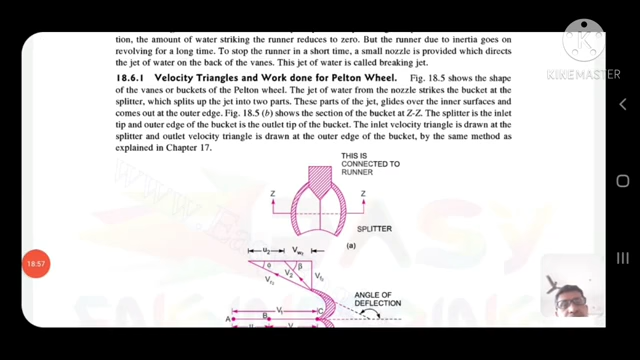 tion, the amount of water striking the runner reduces to zero. But the runner due to inertia goes on
revolving for a long time. To stop the runner in a short time, a small nozzle is provided which directs
the jet of water on the back of the vanes. This jet of water is called breaking jet.
18.6.1 Velocity Triangles and Work done for Pelton Wheel. Fig. 18.5 shows the shape
of the vanes or buckets of the Pelton wheel. The jet of water from the nozzle strikes the bucket at the
splitter, which splits up the jet into two parts. These parts of the jet, glides over the inner surfaces and
comes out at the outer edge. Fig. 18.5 (b) shows the section of the bucket at Z-Z. The splitter is the inlet
tip and outer edge of the bucket is the outlet tip of the bucket. The inlet velocity triangle is drawn at the
splitter and outlet velocity triangle is drawn at the outer edge of the bucket, by the same method as
explained in Chapter 17.
Made with
KINEMASTER
THIS IS
CONNECTED TO
RUNNER
Z Z
SPLITTER
(a)
u2 Vw2
β
V2
Vf2
Vr2
ANGLE OF
DEFLECTION
V1
A B C
18:57